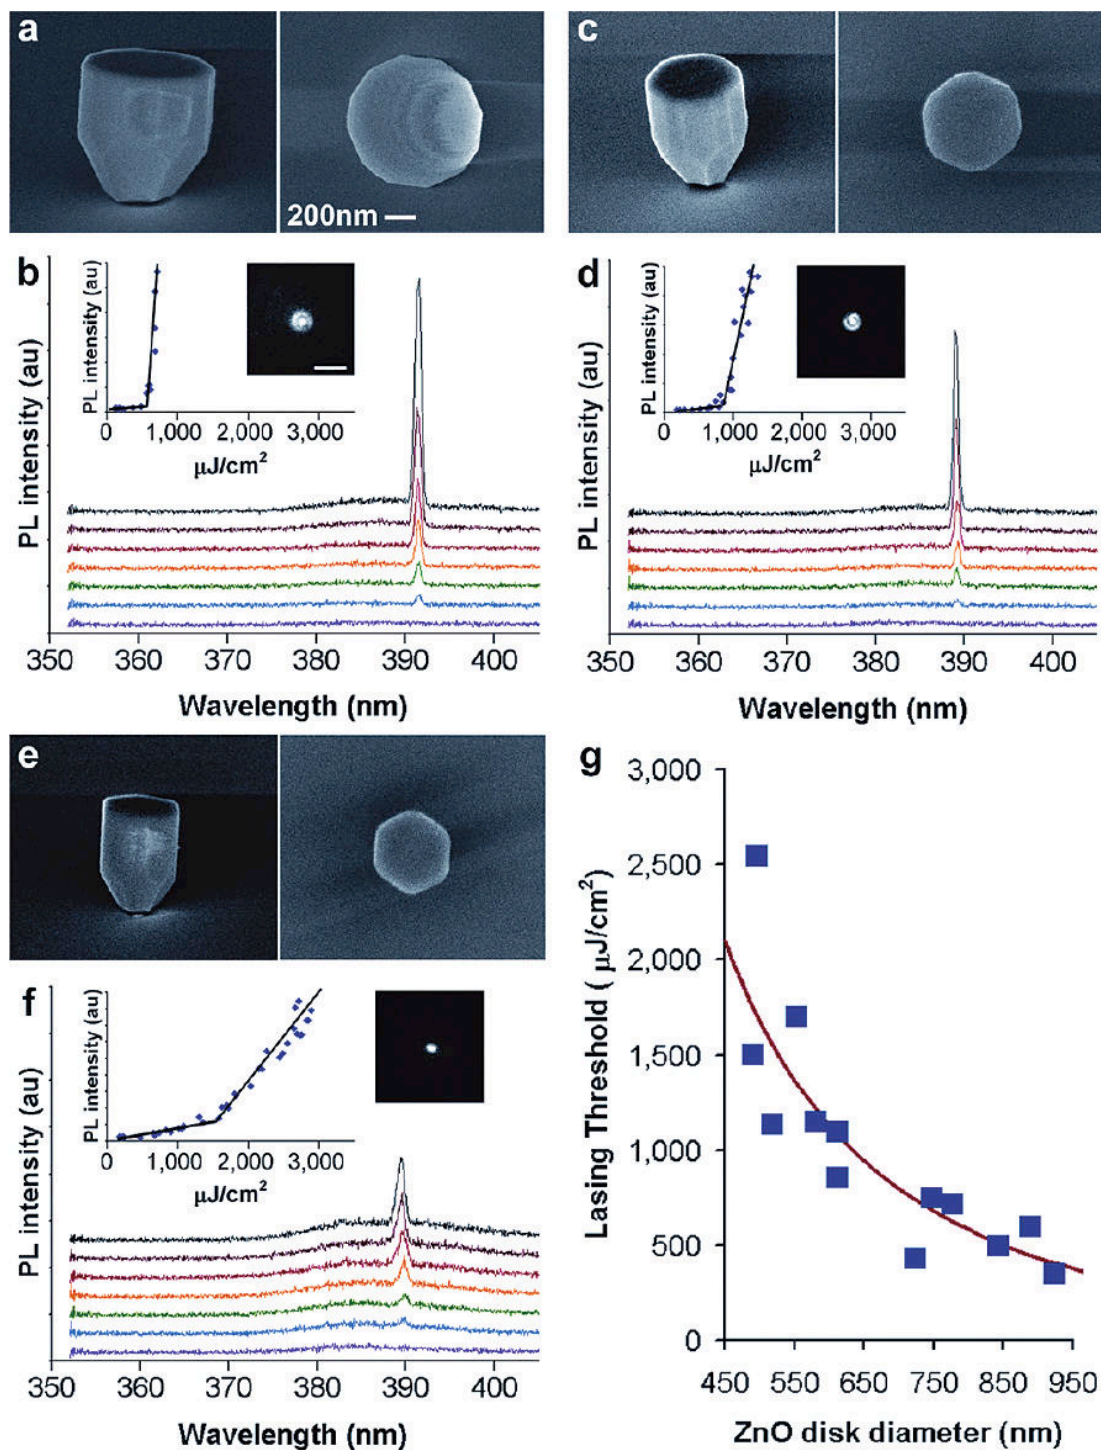 a
200nm
c
b
PL intensity (au)
PL intensity (au)
0 1,000 2,000 3,000
μJ/cm2
350 360 370 380 390 400
Wavelength (nm)
d
PL intensity (au)
PL intensity (au)
0 1,000 2,000 3,000
μJ/cm2
350 360 370 380 390 400
Wavelength (nm)
e
f
PL intensity (au)
PL intensity (au)
0 1,000 2,000 3,000
μJ/cm2
350 360 370 380 390 400
Wavelength (nm)
g
Lasing Threshold ( μJ/cm2)
3,000
2,500
2,000
1,500
1,000
500
0
450 550 650 750 850 950
ZnO disk diameter (nm)